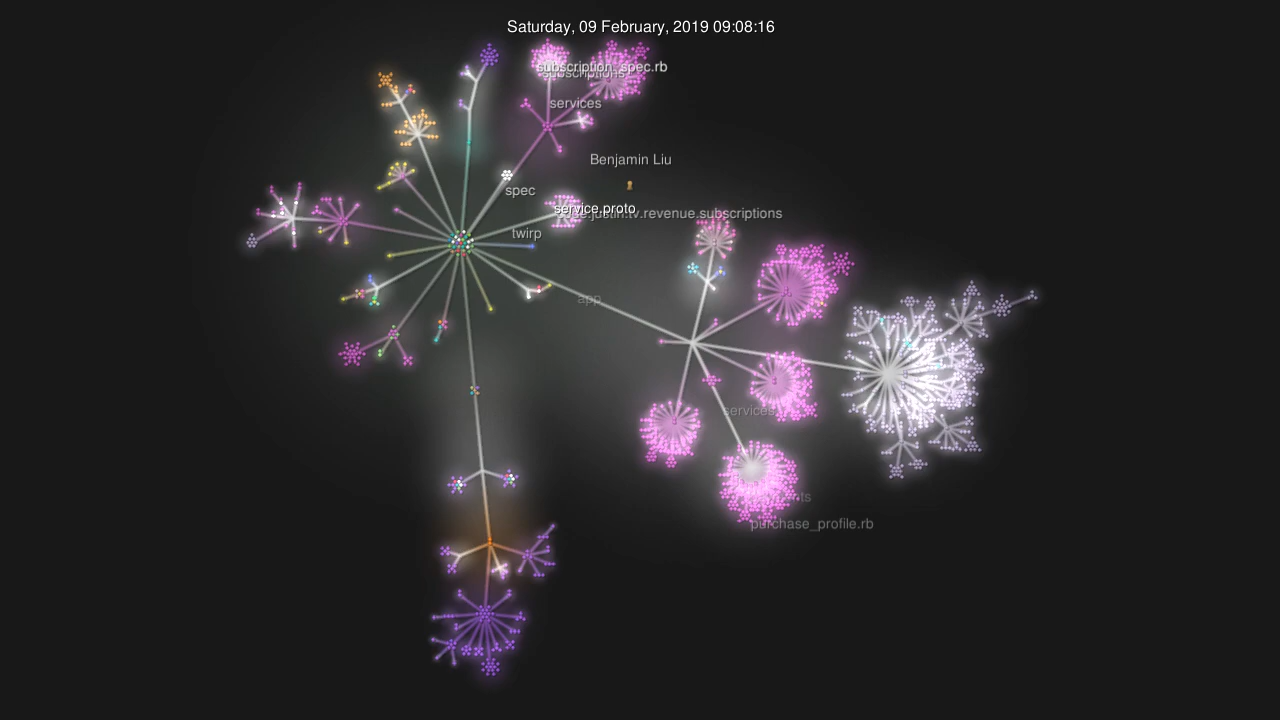 Saturday, 09 February, 2019 09:08:16
subscription_spec.rb
subscriptions
services
Benjamin Liu
spec
service.proto
tv.revenue.subscriptions
twirp
app
services
purchase_profile.rb